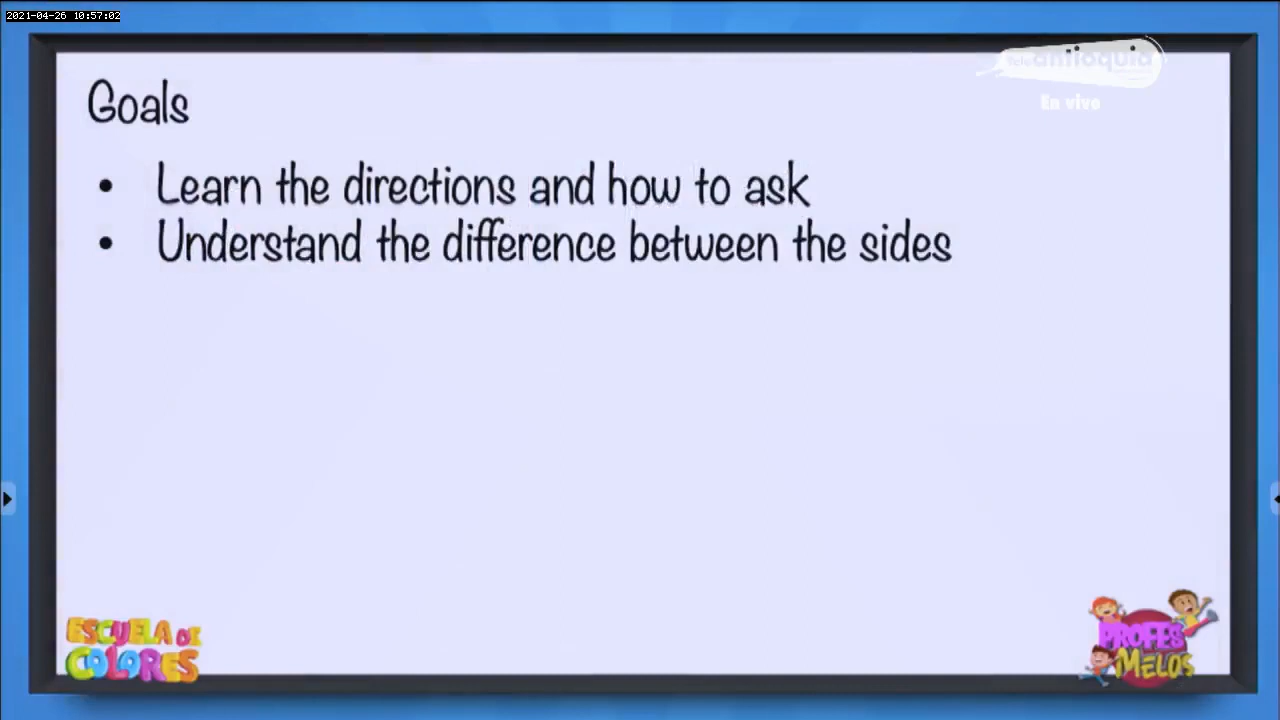 2021-04-26 10:57:02
teleantioquia
En vivo
Goals
• Learn the directions and how to ask
• Understand the difference between the sides
ESCUELA DE
COLORES
PROFES
MELOS